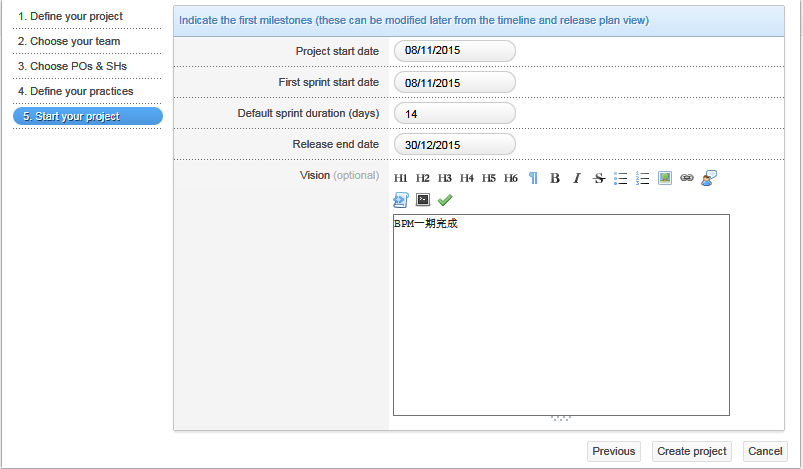 1. Define your project
2. Choose your team
3. Choose POs & SHs
4. Define your practices
5. Start your project
Indicate the first milestones (these can be modified later from the timeline and release plan view)
Project start date 08/11/2015
First sprint start date 08/11/2015
Default sprint duration (days) 14
Release end date 30/12/2015
Vision (optional) H1 H2 H3 H4 H5 H6 ¶ B I S
BPM一期完成
Previous Create project Cancel